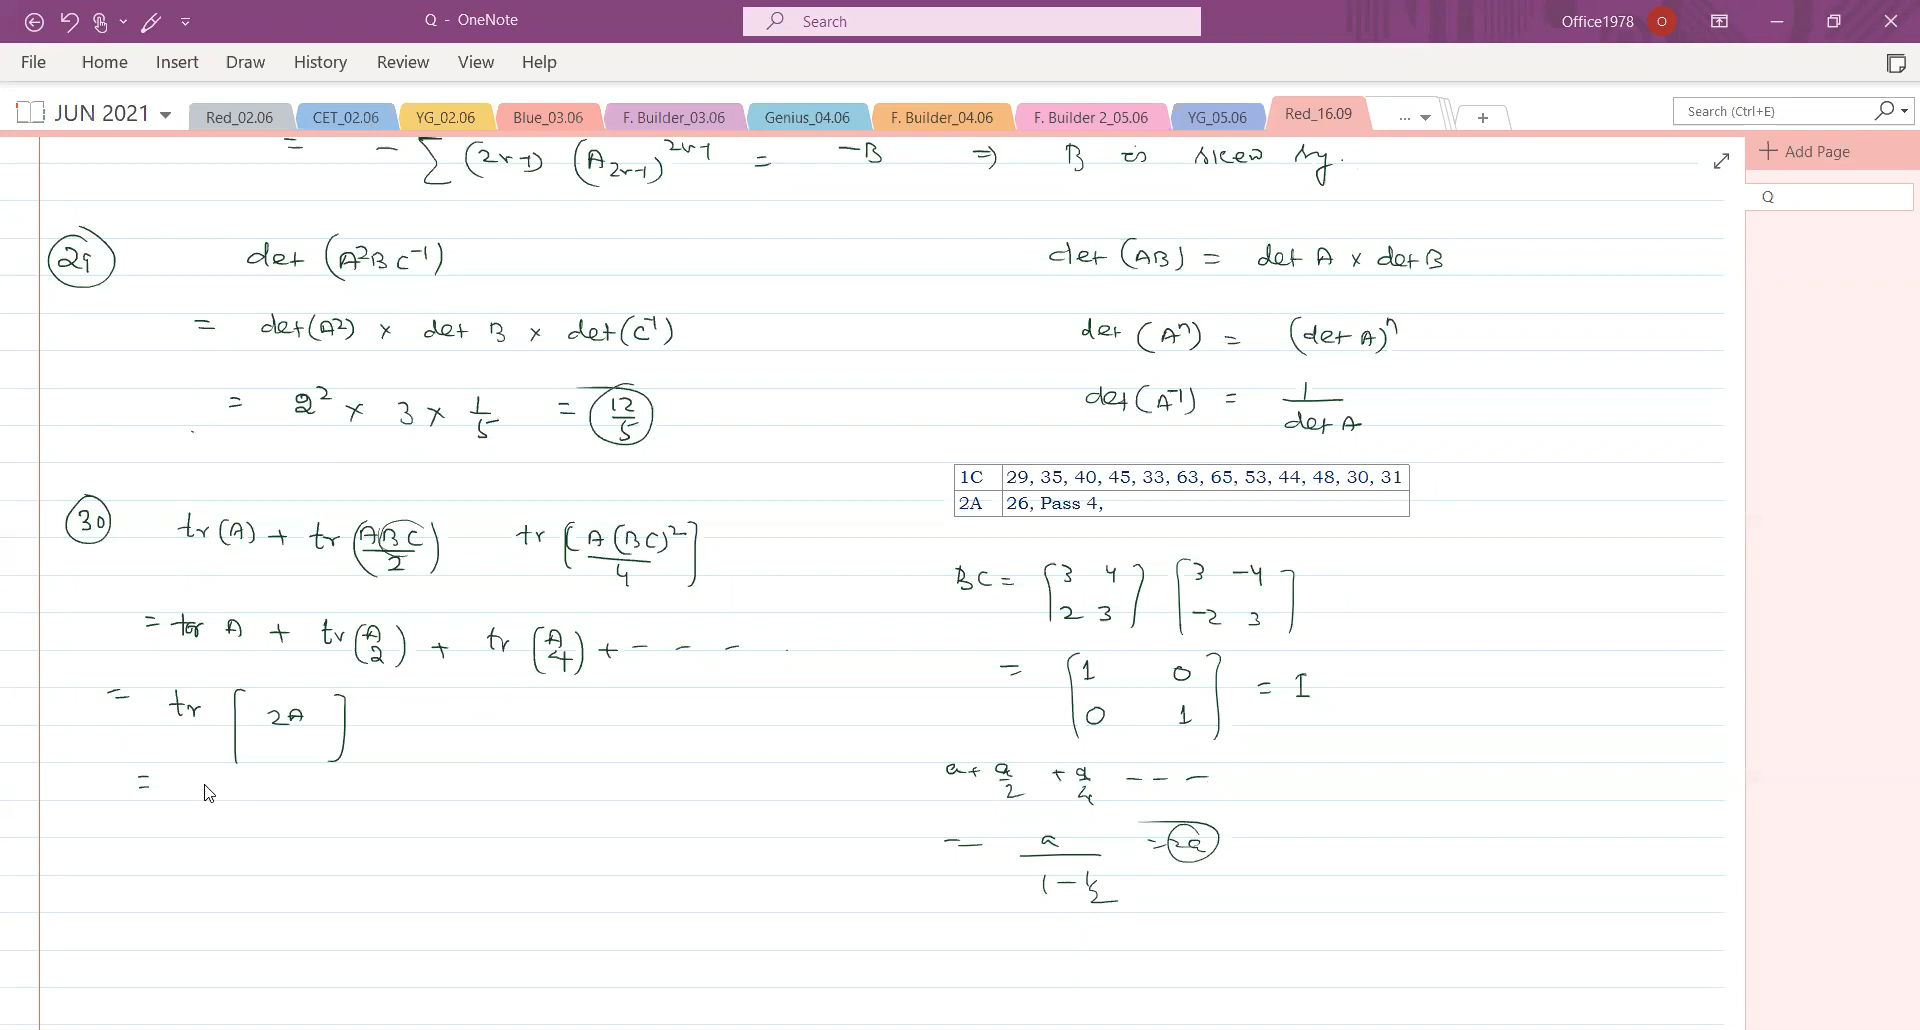 Q - OneNote
Search
Office1978
O
File Home Insert Draw History Review View Help
JUN 2021
Red_02.06 CET_02.06 YG_02.06 Blue_03.06 F. Builder_03.06 Genius_04.06 F. Builder_04.06 F. Builder 2_05.06 YG_05.06 Red_16.09 ... +
Search (Ctrl+E)
+ Add Page
Q
= - ∑ (2r-1) (A_{2r-1})^{2r-1} = -B ⇒ B is skew sy.
29 det (A²BC⁻¹)
= det(A²) × det B × det(C⁻¹)
= 2² × 3 × 1/5 = 12/5
det (AB) = det A × det B
det (Aⁿ) = (det A)ⁿ
det (A⁻¹) = 1/det A
1C 29, 35, 40, 45, 33, 63, 65, 53, 44, 48, 30, 31
2A 26, Pass 4,
30 tr(A) + tr(ABC/2) tr[A(BC)²/4]
= tr A + tr(A/2) + tr(A/4) + - - -
= tr [2A]
=
BC = [3 4
2 3] [3 -4
-2 3]
= [1 0
0 1] = I
a + a/2 + a/4 - - -
= a/(1-1/2) = 2a